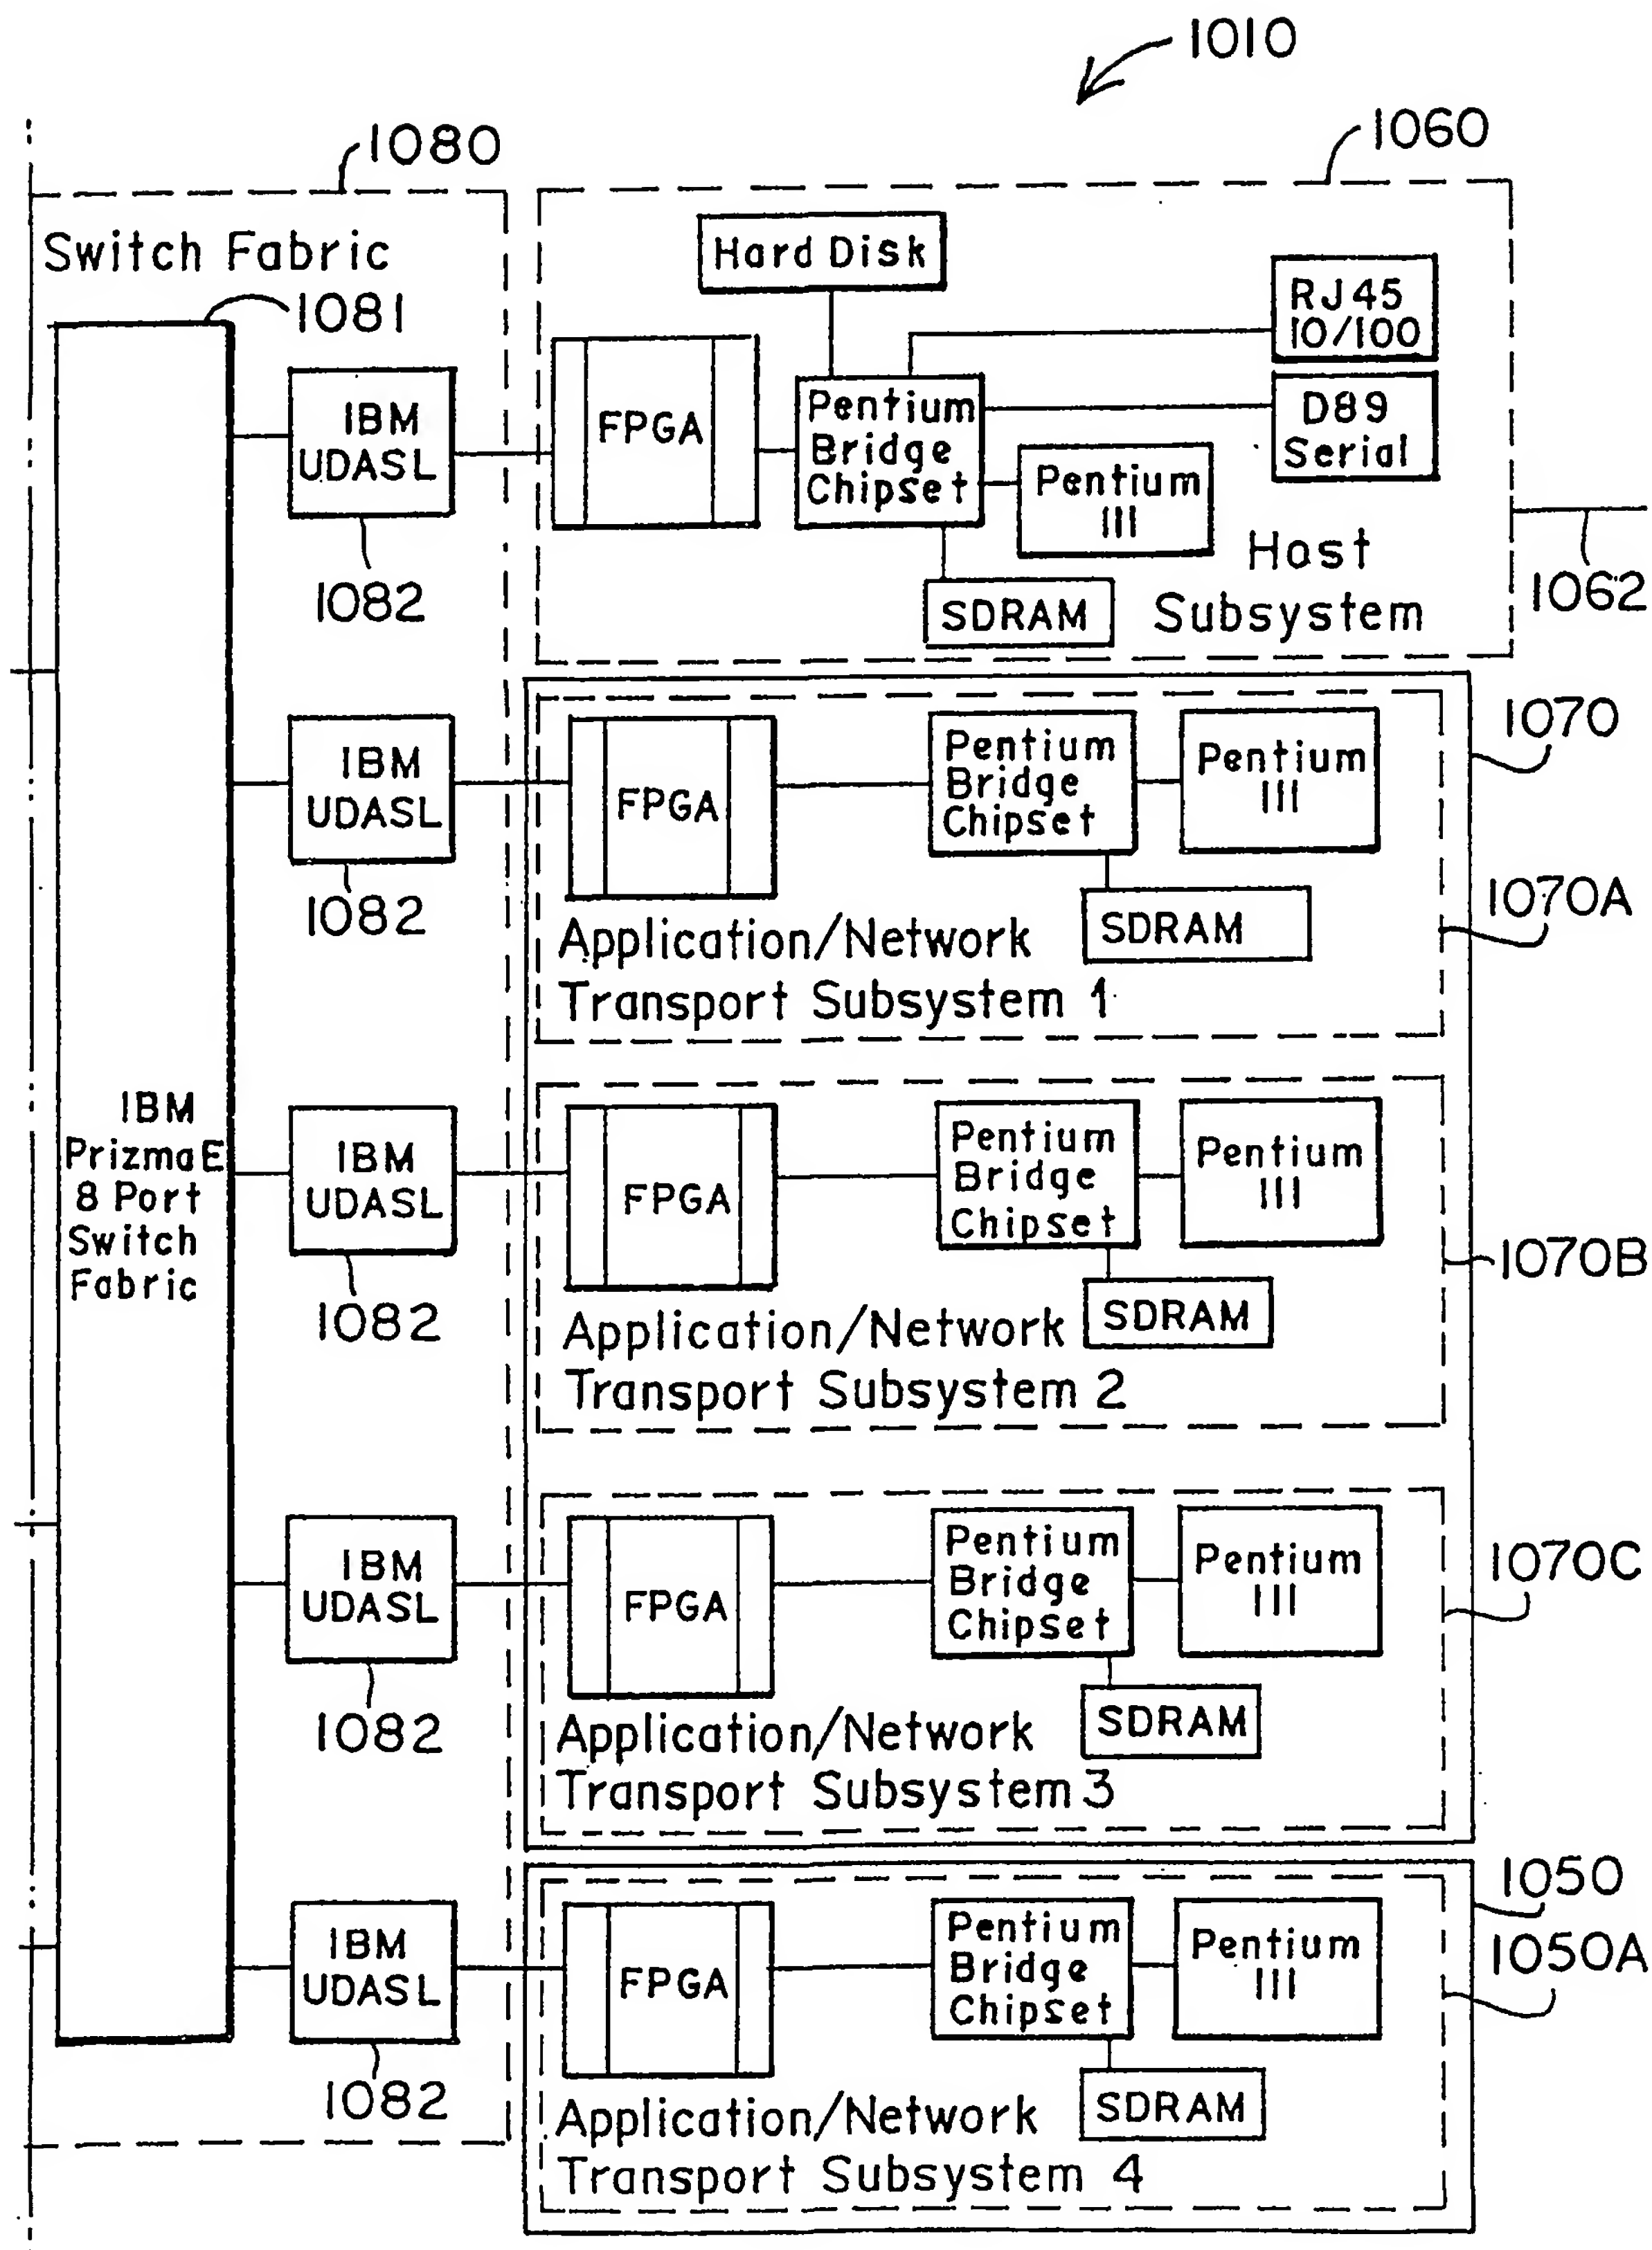 1010
1080
1060
Switch Fabric
1081
Hard Disk
RJ45
10/100
IBM
UDASL
FPGA
Pentium
Bridge
Chipset
D89
Serial
Pentium
III
1082
SDRAM
Host
Subsystem
1062
IBM
UDASL
FPGA
Pentium
Bridge
Chipset
Pentium
III
1070
1082
SDRAM
1070A
Application/Network
Transport Subsystem 1
IBM
PrizmaE
8 Port
Switch
Fabric
IBM
UDASL
FPGA
Pentium
Bridge
Chipset
Pentium
III
1070B
1082
SDRAM
Application/Network
Transport Subsystem 2
IBM
UDASL
FPGA
Pentium
Bridge
Chipset
Pentium
III
1070C
1082
SDRAM
Application/Network
Transport Subsystem 3
IBM
UDASL
FPGA
Pentium
Bridge
Chipset
Pentium
III
1050
1050A
1082
SDRAM
Application/Network
Transport Subsystem 4